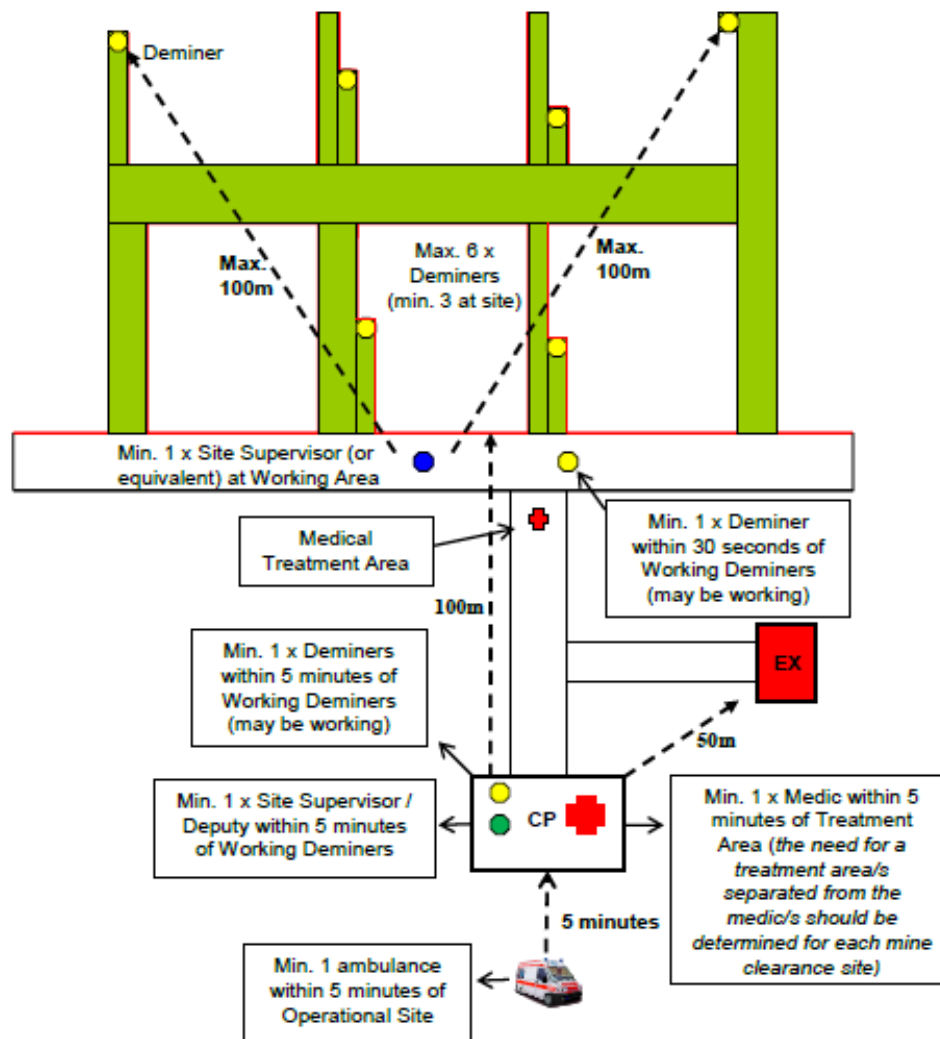 Deminer
Max.
100m
Max. 6 x
Deminers
(min. 3 at site)
Max.
100m
Min. 1 x Site Supervisor (or
equivalent) at Working Area
Medical
Treatment Area
Min. 1 x Deminer
within 30 seconds of
Working Deminers
(may be working)
100m
Min. 1 x Deminers
within 5 minutes of
Working Deminers
(may be working)
EX
50m
Min. 1 x Site Supervisor /
Deputy within 5 minutes
of Working Deminers
CP
Min. 1 x Medic within 5
minutes of Treatment
Area (the need for a
treatment area/s
separated from the
medic/s should be
determined for each mine
clearance site)
5 minutes
Min. 1 ambulance
within 5 minutes of
Operational Site